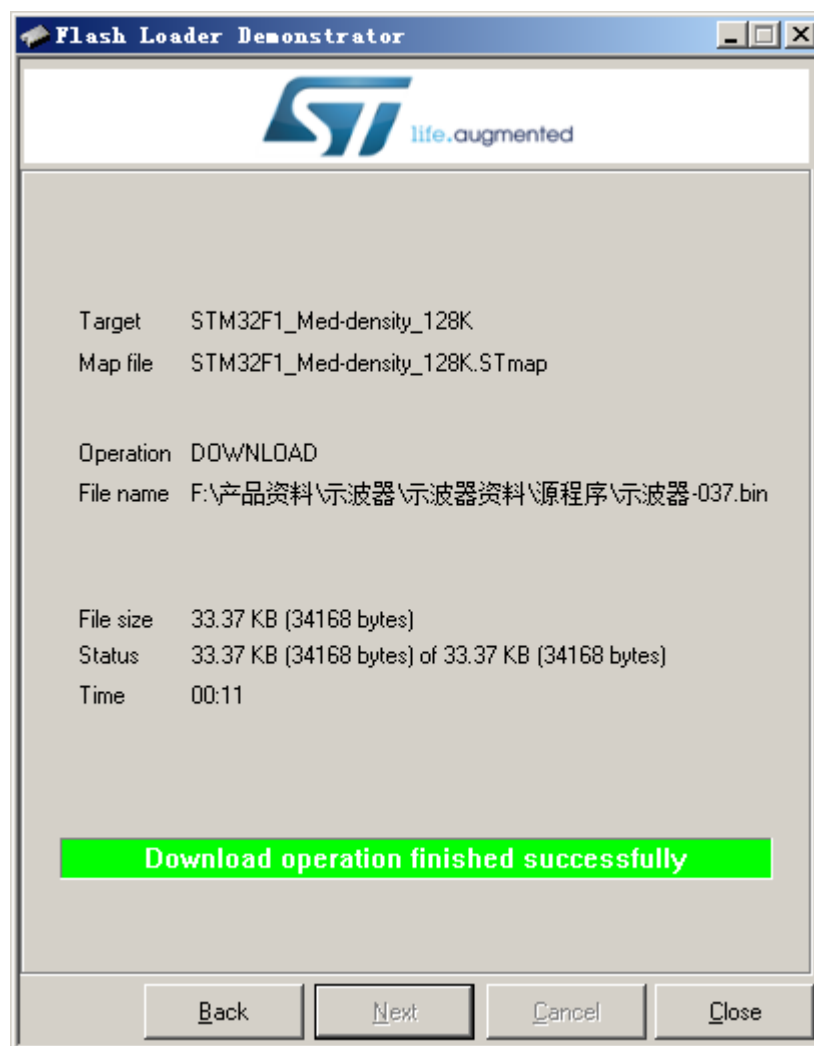 Flash Loader Demonstrator
ST life.augmented
Target STM32F1_Med-density_128K
Map file STM32F1_Med-density_128K.STmap
Operation DOWNLOAD
File name F:\产品资料\示波器\示波器资料\源程序\示波器-037.bin
File size 33.37 KB (34168 bytes)
Status 33.37 KB (34168 bytes) of 33.37 KB (34168 bytes)
Time 00:11
Download operation finished successfully
Back Next Cancel Close